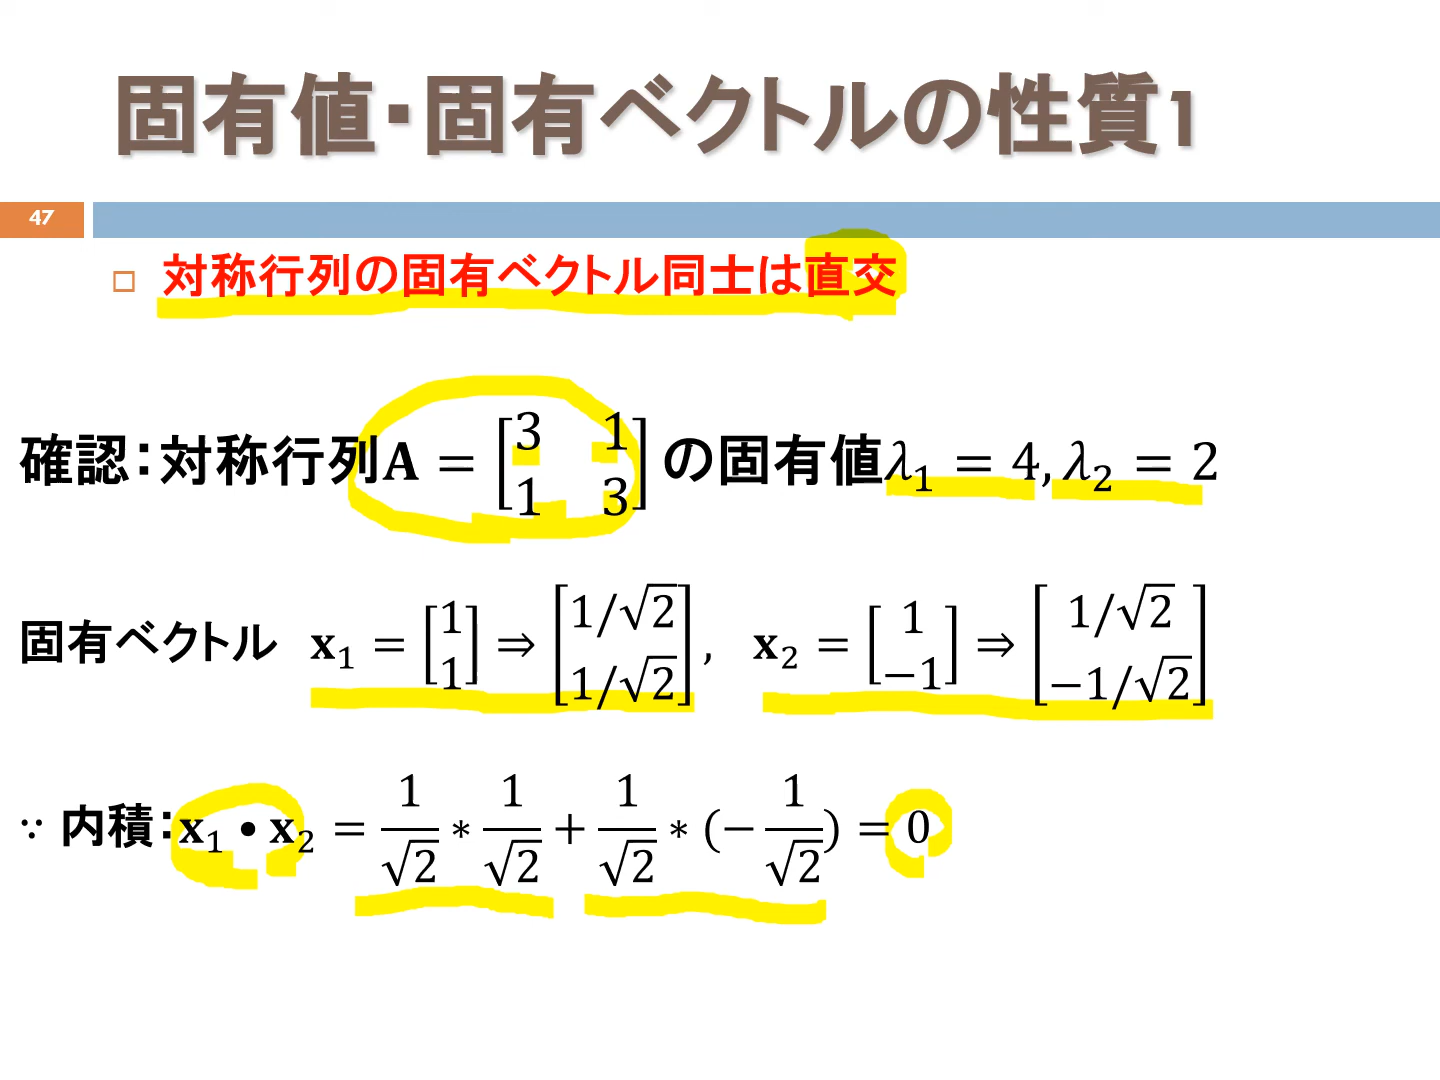 固有値・固有ベクトルの性質1
47
対称行列の固有ベクトル同士は直交
確認：対称行列A = [3 1; 1 3] の固有値λ₁ = 4, λ₂ = 2
固有ベクトル x₁ = [1; 1] ⇒ [1/√2; 1/√2] , x₂ = [1; −1] ⇒ [1/√2; −1/√2]
∵ 内積：x₁ • x₂ = 1/√2 * 1/√2 + 1/√2 * (−1/√2) = 0